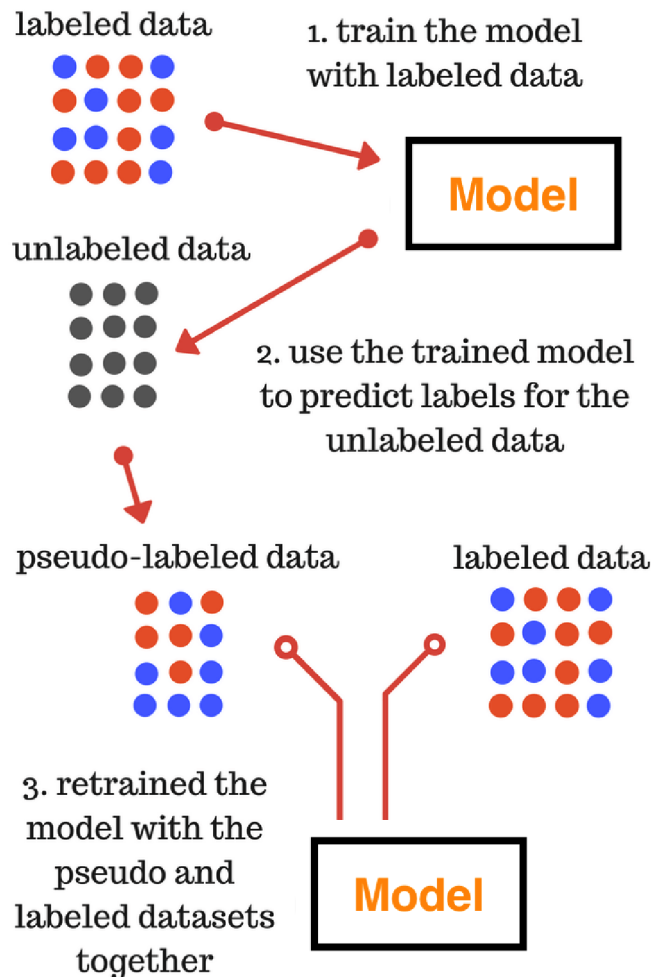 labeled data
1. train the model
with labeled data
Model
unlabeled data
2. use the trained model
to predict labels for the
unlabeled data
pseudo-labeled data
labeled data
3. retrained the
model with the
pseudo and
labeled datasets
together
Model